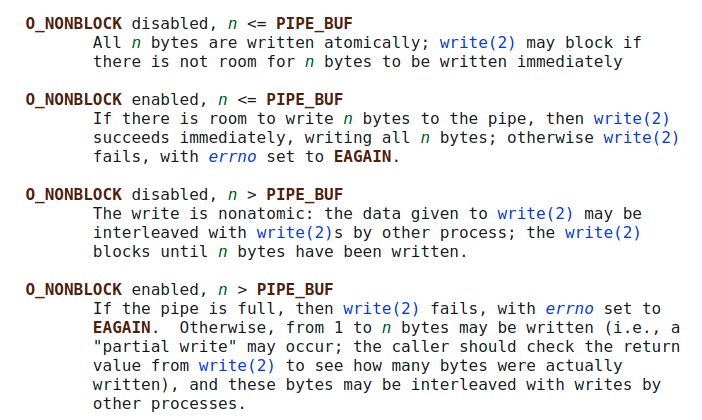 O_NONBLOCK disabled, n <= PIPE_BUF
All n bytes are written atomically; write(2) may block if
there is not room for n bytes to be written immediately
O_NONBLOCK enabled, n <= PIPE_BUF
If there is room to write n bytes to the pipe, then write(2)
succeeds immediately, writing all n bytes; otherwise write(2)
fails, with errno set to EAGAIN.
O_NONBLOCK disabled, n > PIPE_BUF
The write is nonatomic: the data given to write(2) may be
interleaved with write(2)s by other process; the write(2)
blocks until n bytes have been written.
O_NONBLOCK enabled, n > PIPE_BUF
If the pipe is full, then write(2) fails, with errno set to
EAGAIN.  Otherwise, from 1 to n bytes may be written (i.e., a
"partial write" may occur; the caller should check the return
value from write(2) to see how many bytes were actually
written), and these bytes may be interleaved with writes by
other processes.